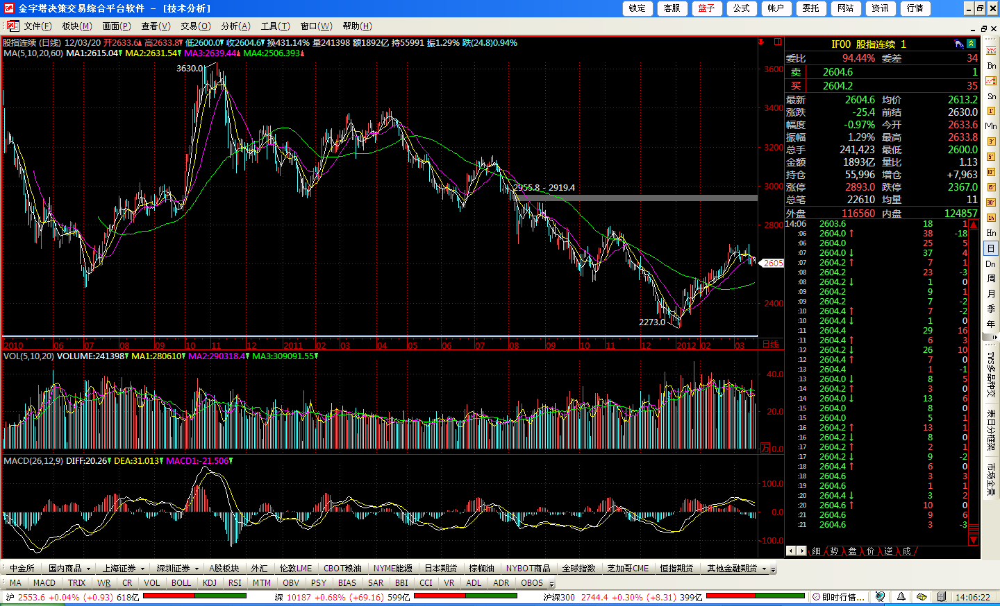 金字塔决策交易综合平台软件 - [技术分析]
锁定 客服 篮子 公式 帐户 委托 网站 资讯 行情
文件(F) 板块(M) 画面(P) 查看(V) 交易(O) 分析(A) 工具(T) 窗口(W) 帮助(H)
股指连续 (日线) 12/03/20 开2633.6 高2633.8 低2600.0 收2604.6 换431.14% 量241398 额1892亿 持55991 振1.29% 跌(24.8)0.94%
MA(5,10,20,60) MA1:2615.04 MA2:2631.54 MA3:2639.44 MA4:2506.393
3630.0
2955.8 - 2919.4
2273.0
3600
3400
3200
3000
2800
2605
2400
2010 06 07 08 09 10 11 12 2011 02 03 04 05 06 07 08 09 10 11 12 2012 02 03 日线
VOL(5,10,20) VOLUME:241398 MA1:280610 MA2:290318.4 MA3:309091.55
40.0
20.0
万 0.0
MACD(26,12,9) DIFF:20.26 DEA:31.013 MACD1:-21.506
100.0
0.0
-100.0
IF00 股指连续 1
委比 94.44% 委差 34
卖 2604.6 1
买 2604.2 35
最新 2604.6 均价 2613.2
涨跌 -25.4 前结 2630.0
幅度 -0.97% 今开 2633.6
振幅 1.29% 最高 2633.8
总手 241,423 最低 2600.0
金额 1893亿 量比 1.13
持仓 55,996 增仓 +7,963
涨停 2893.0 跌停 2367.0
总笔 22610 均量 11
外盘 116560 内盘 124857
14:06 2603.6 18 1
:06 2604.0 ↑ 38 -18
:06 2604.0 25 5
:07 2604.0 ↓ 37 4
:07 2604.2 ↑ 7 1
:08 2604.2 23 -3
:08 2604.2 ↓ 1 0
:09 2604.2 9 1
:09 2604.2 7 -2
:10 2604.4 ↑ 7 -2
:10 2604.4 ↓ 1 0
:11 2604.4 29 16
:11 2604.4 ↑ 6 3
:12 2604.2 ↓ 26 10
:12 2604.4 ↑ 7 0
:13 2604.4 1 -1
:13 2604.0 ↓ 8 5
:14 2604.2 ↑ 3 0
:14 2604.0 ↓ 13 6
:15 2604.0 8 0
:15 2604.0 5 1
:16 2604.2 ↑ 13 1
:16 2604.2 ↓ 8 0
:17 2604.2 ↑ 2 1
:17 2604.2 ↓ 9 -2
:18 2604.4 ↑ 6 0
:18 2604.6 3 3
:19 2604.6 1 1
:20 2604.4 ↓ 3 2
:20 2604.6 ↑ 10 0
:21 2604.6 9 6
:21 2604.6 3 -3
细 势 盘 价 逆 成
Bn
Sn
1'
Mn
3'
5'
10'
15'
30'
1h
Hn
日
Dn
周
月
季
年
TWS多品种交
港日分框架
市场全景
中金所 国内商品 上海证券 深圳证券 A股板块 外汇 伦敦LME CBOT粮油 NYME能源 日本期货 棕榈油 NYBOT商品 全球指数 芝加哥CME 恒指期货 其他金融期货
MA MACD TRIX WR CR VOL BOLL KDJ RSI MTM OBV PSY BIAS SAR BBI CCI VR ADL ADR OBOS
沪 2553.6 +0.04% (+0.93) 618亿 深 10187 +0.68% (+69.16) 599亿 沪深300 2744.4 +0.30% (+8.31) 399亿 即时行情... 14:06:22